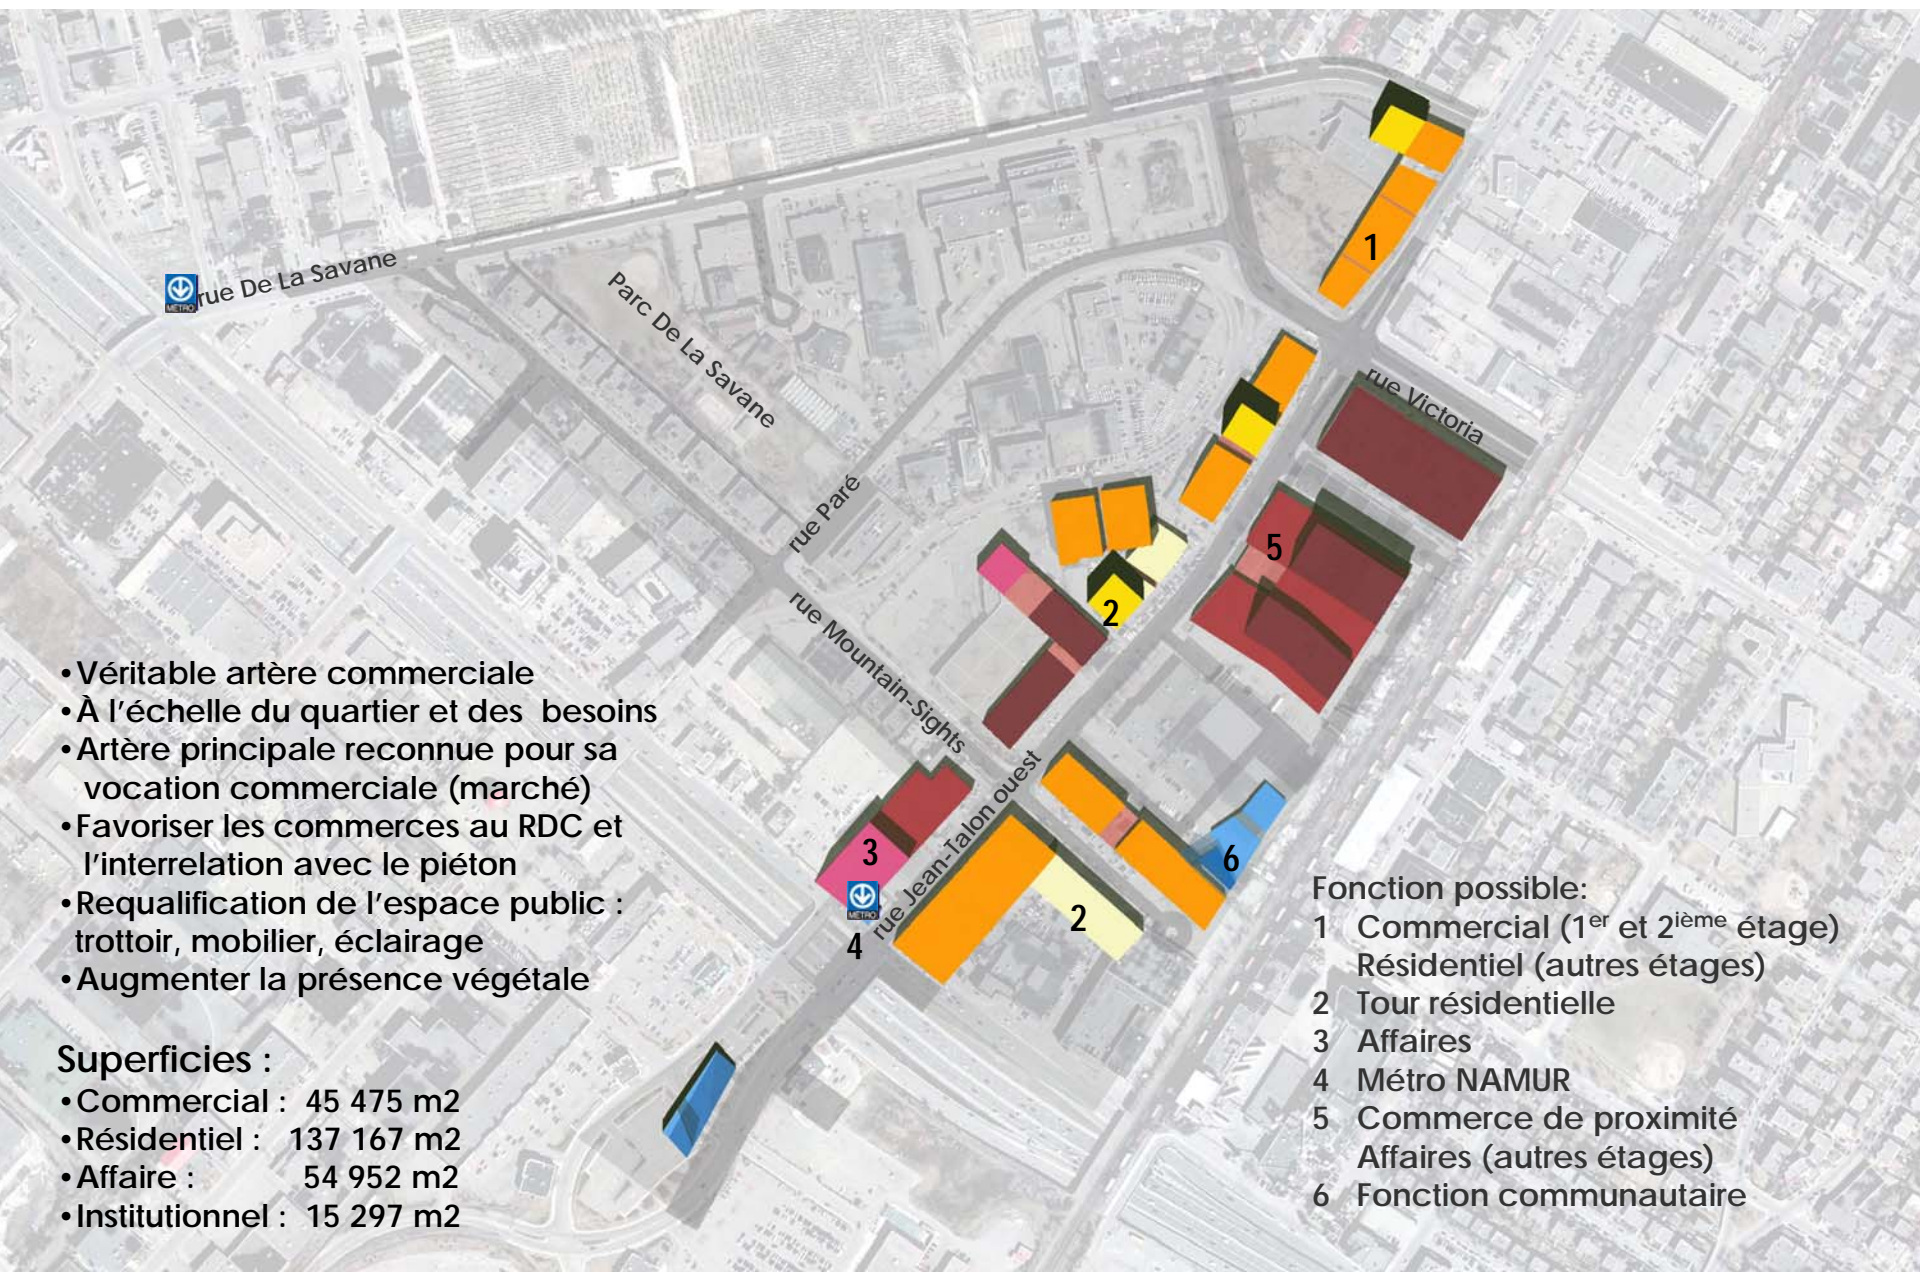 rue De La Savane
MÉTRO
Parc De La Savane
rue Paré
rue Victoria
rue Mountain-Sights
rue Jean-Talon ouest
MÉTRO
1
2
5
3
4
2
6
•Véritable artère commerciale
•À l'échelle du quartier et des besoins
•Artère principale reconnue pour sa
vocation commerciale (marché)
•Favoriser les commerces au RDC et
l'interrelation avec le piéton
•Requalification de l'espace public :
trottoir, mobilier, éclairage
•Augmenter la présence végétale
Superficies :
•Commercial : 45 475 m2
•Résidentiel : 137 167 m2
•Affaire : 54 952 m2
•Institutionnel : 15 297 m2
Fonction possible:
1 Commercial (1er et 2ième étage)
Résidentiel (autres étages)
2 Tour résidentielle
3 Affaires
4 Métro NAMUR
5 Commerce de proximité
Affaires (autres étages)
6 Fonction communautaire